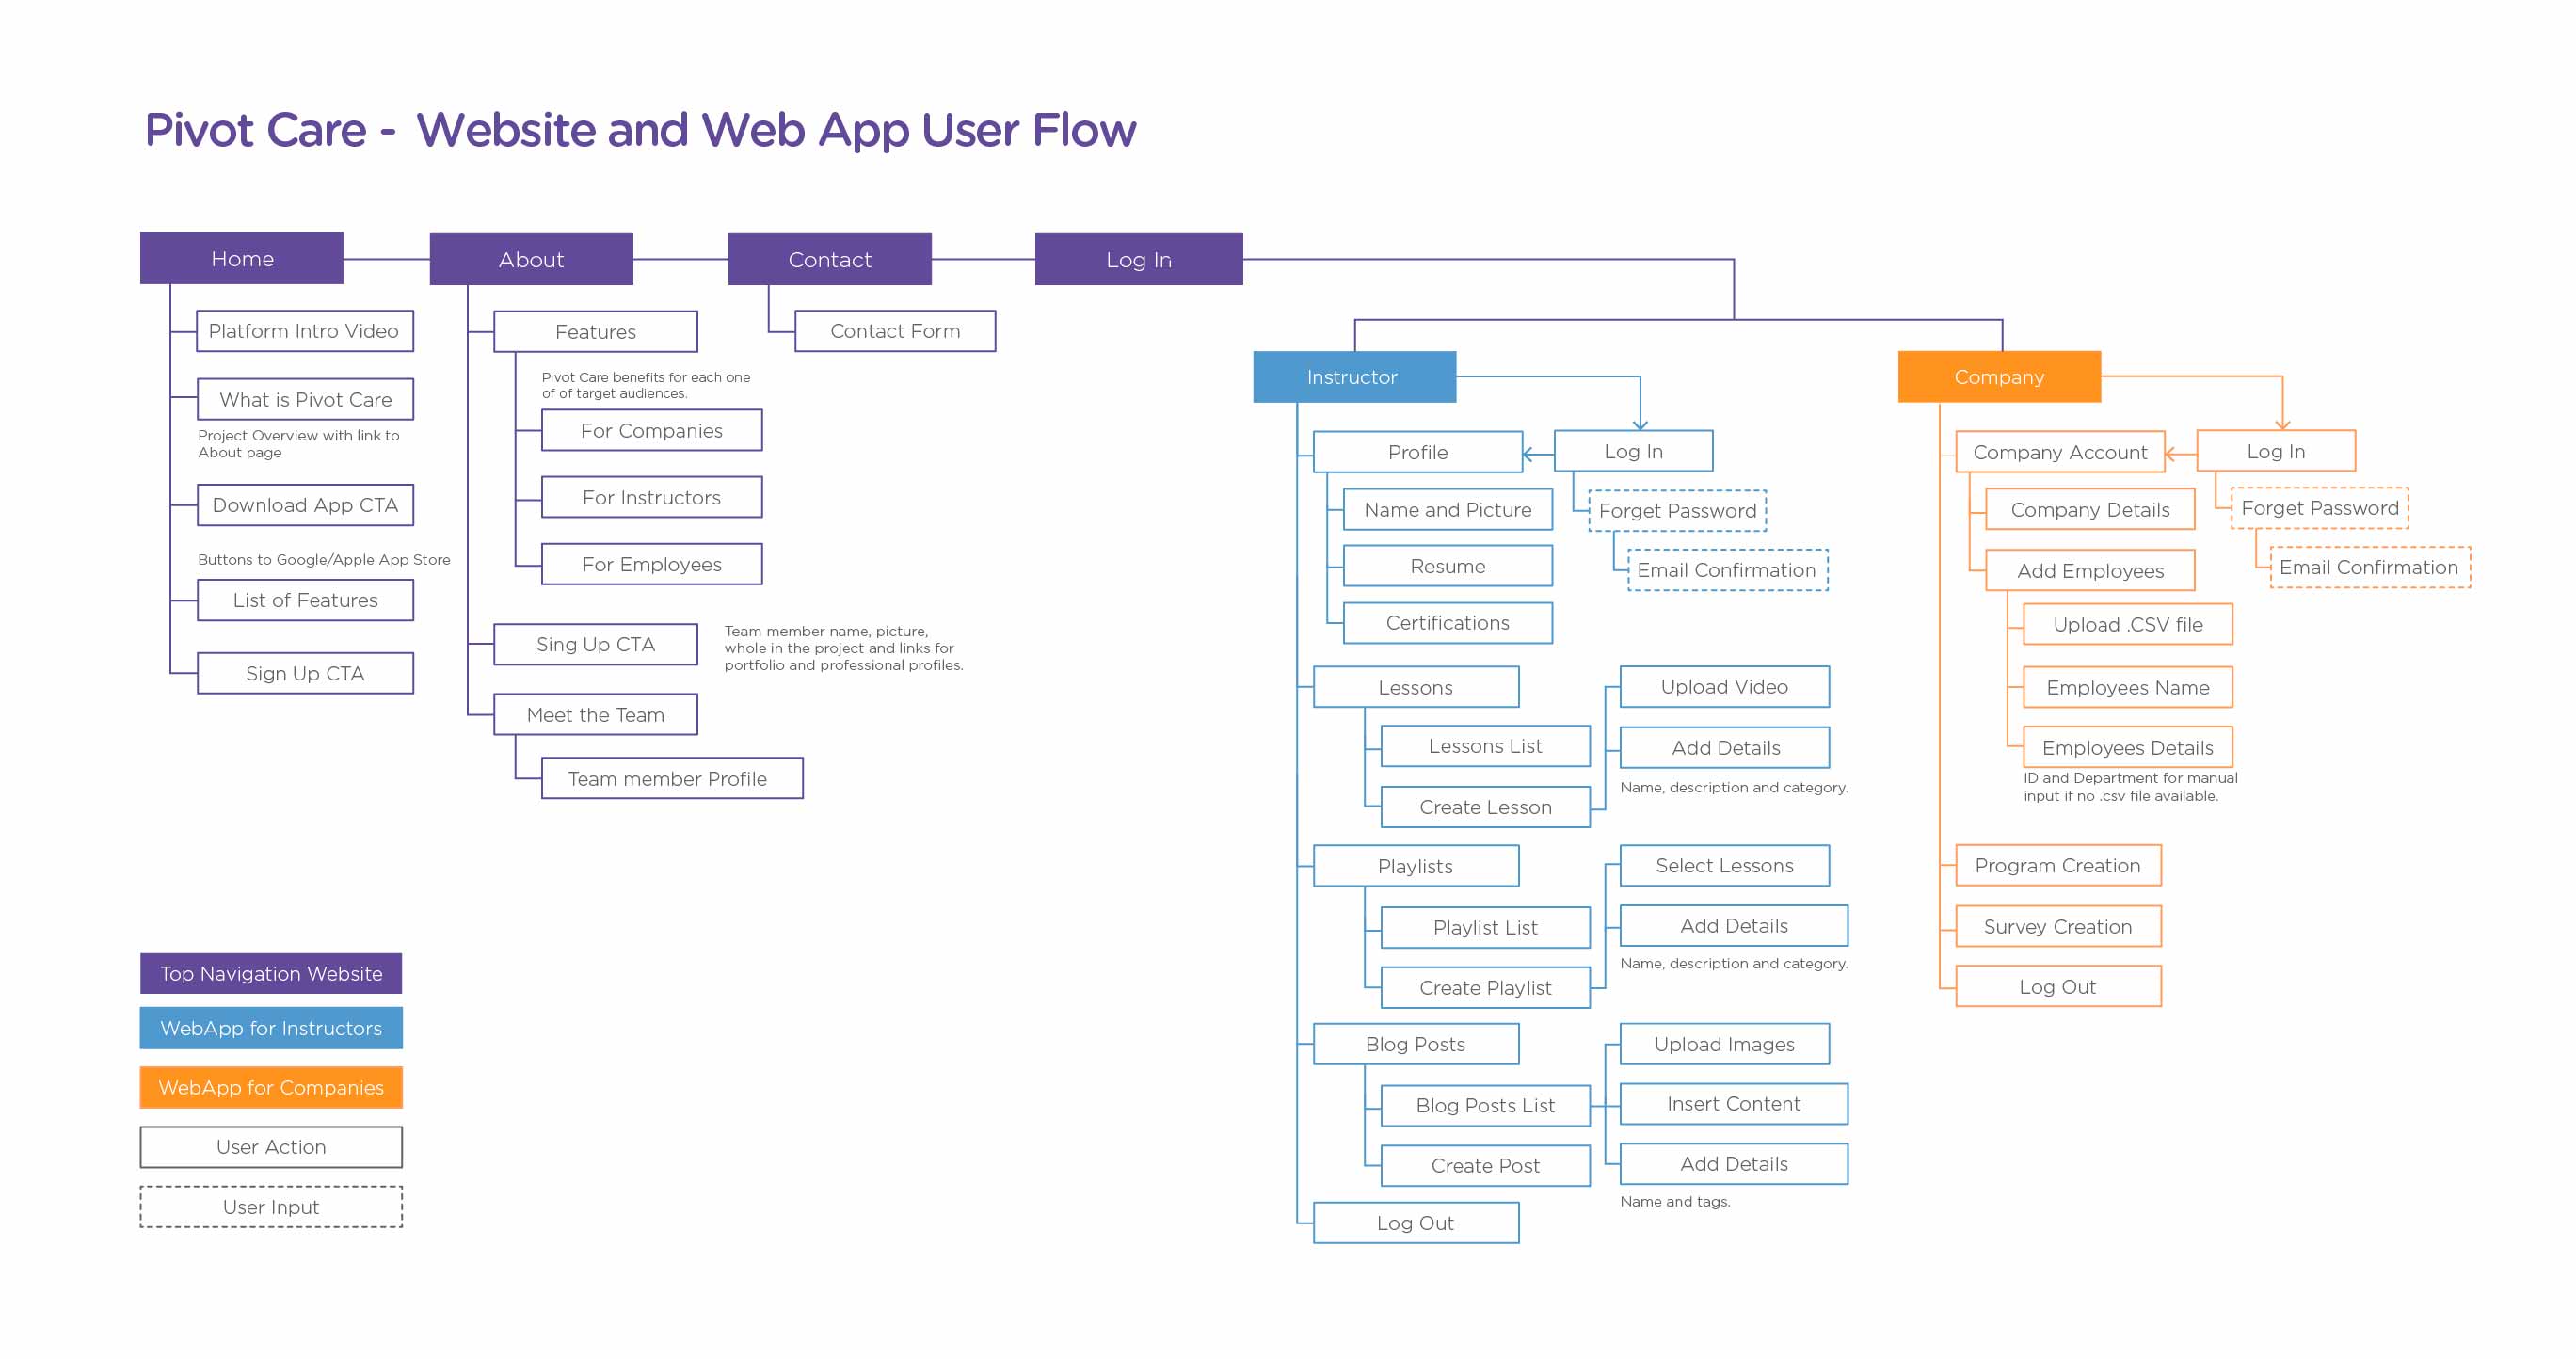 Pivot Care - Website and Web App User Flow
Home
About
Contact
Log In
Platform Intro Video
What is Pivot Care
Project Overview with link to
About page
Download App CTA
Buttons to Google/Apple App Store
List of Features
Sign Up CTA
Features
Pivot Care benefits for each one
of of target audiences.
For Companies
For Instructors
For Employees
Sing Up CTA
Team member name, picture,
whole in the project and links for
portfolio and professional profiles.
Meet the Team
Team member Profile
Contact Form
Instructor
Profile
Log In
Name and Picture
Forget Password
Resume
Email Confirmation
Certifications
Lessons
Upload Video
Lessons List
Add Details
Name, description and category.
Create Lesson
Playlists
Select Lessons
Playlist List
Add Details
Name, description and category.
Create Playlist
Blog Posts
Upload Images
Blog Posts List
Insert Content
Create Post
Add Details
Name and tags.
Log Out
Company
Company Account
Log In
Company Details
Forget Password
Add Employees
Email Confirmation
Upload .CSV file
Employees Name
Employees Details
ID and Department for manual
input if no .csv file available.
Program Creation
Survey Creation
Log Out
Top Navigation Website
WebApp for Instructors
WebApp for Companies
User Action
User Input